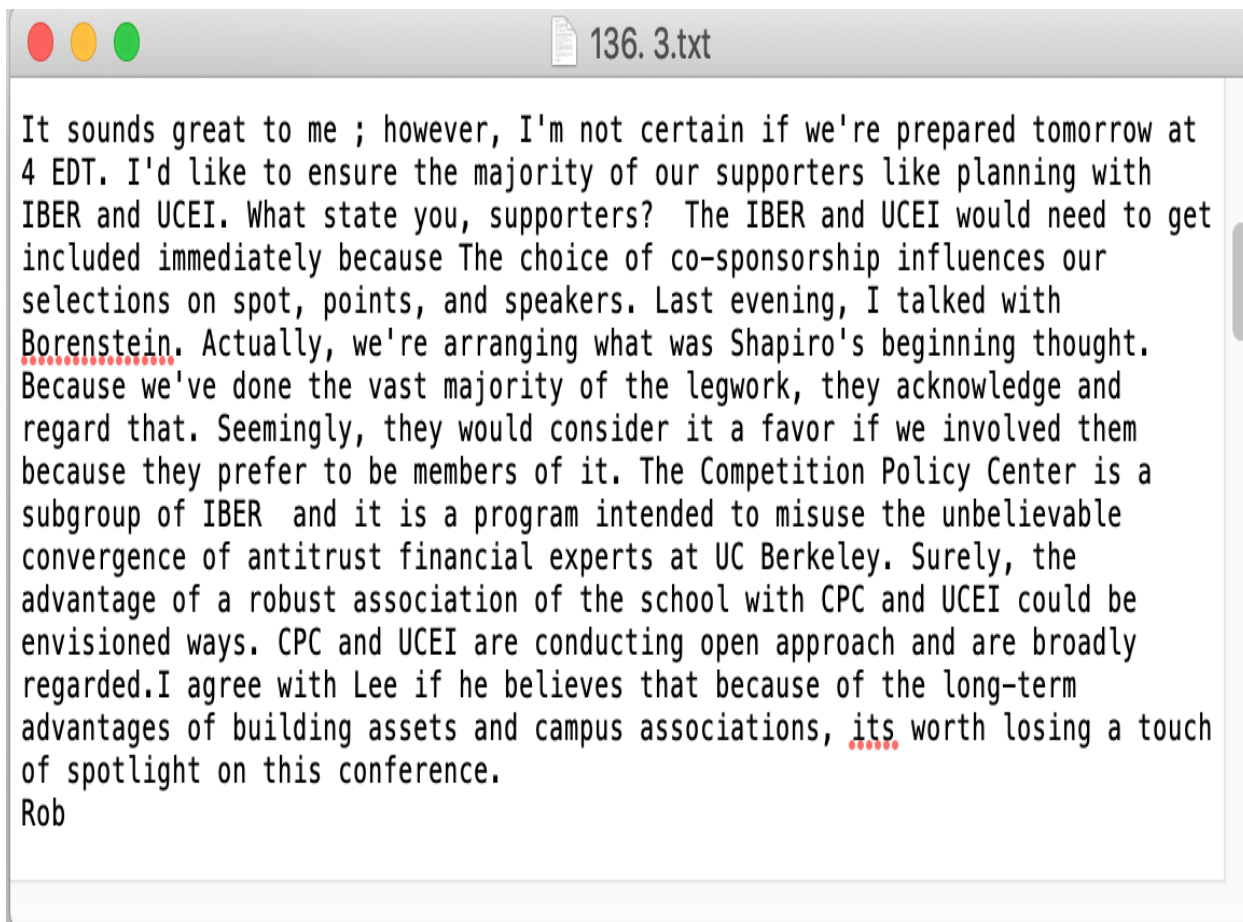 136. 3.txt
It sounds great to me ; however, I'm not certain if we're prepared tomorrow at
4 EDT. I'd like to ensure the majority of our supporters like planning with
IBER and UCEI. What state you, supporters?  The IBER and UCEI would need to get
included immediately because The choice of co-sponsorship influences our
selections on spot, points, and speakers. Last evening, I talked with
Borenstein. Actually, we're arranging what was Shapiro's beginning thought.
Because we've done the vast majority of the legwork, they acknowledge and
regard that. Seemingly, they would consider it a favor if we involved them
because they prefer to be members of it. The Competition Policy Center is a
subgroup of IBER  and it is a program intended to misuse the unbelievable
convergence of antitrust financial experts at UC Berkeley. Surely, the
advantage of a robust association of the school with CPC and UCEI could be
envisioned ways. CPC and UCEI are conducting open approach and are broadly
regarded.I agree with Lee if he believes that because of the long-term
advantages of building assets and campus associations, its worth losing a touch
of spotlight on this conference.
Rob